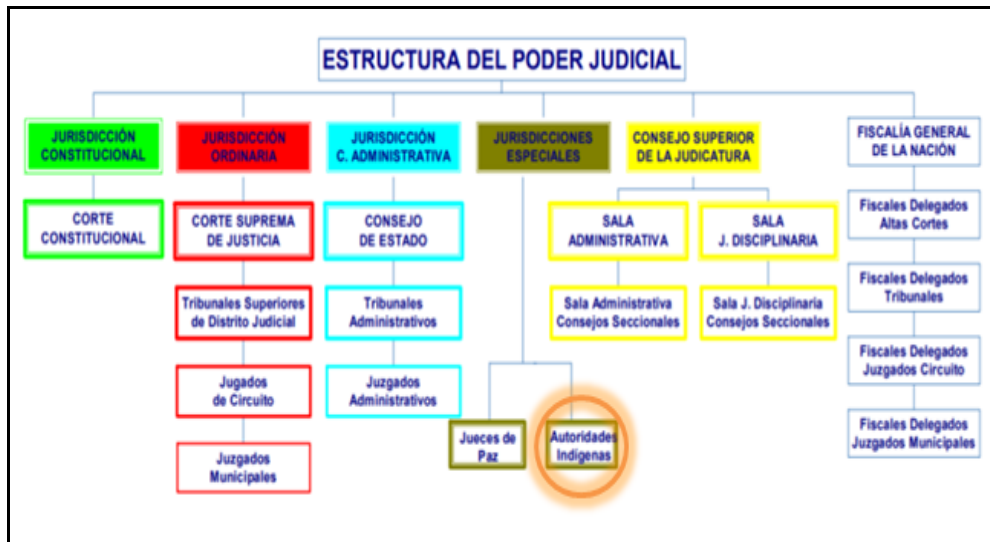 ESTRUCTURA DEL PODER JUDICIAL
JURISDICCIÓN
CONSTITUCIONAL
JURISDICCIÓN
ORDINARIA
JURISDICCIÓN
C. ADMINISTRATIVA
JURISDICCIONES
ESPECIALES
CONSEJO SUPERIOR
DE LA JUDICATURA
FISCALÍA GENERAL
DE LA NACIÓN
CORTE
CONSTITUCIONAL
CORTE SUPREMA
DE JUSTICIA
CONSEJO
DE ESTADO
SALA
ADMINISTRATIVA
SALA
J. DISCIPLINARIA
Fiscales Delegados
Altas Cortes
Tribunales Superiores
de Distrito Judicial
Tribunales
Administrativos
Sala Administrativa
Consejos Seccionales
Sala J. Disciplinaria
Consejos Seccionales
Fiscales Delegados
Tribunales
Jugados
de Circuito
Juzgados
Administrativos
Fiscales Delegados
Juzgados Circuito
Jueces de
Paz
Autoridades
Indígenas
Fiscales Delegados
Juzgados Municipales
Juzgados
Municipales